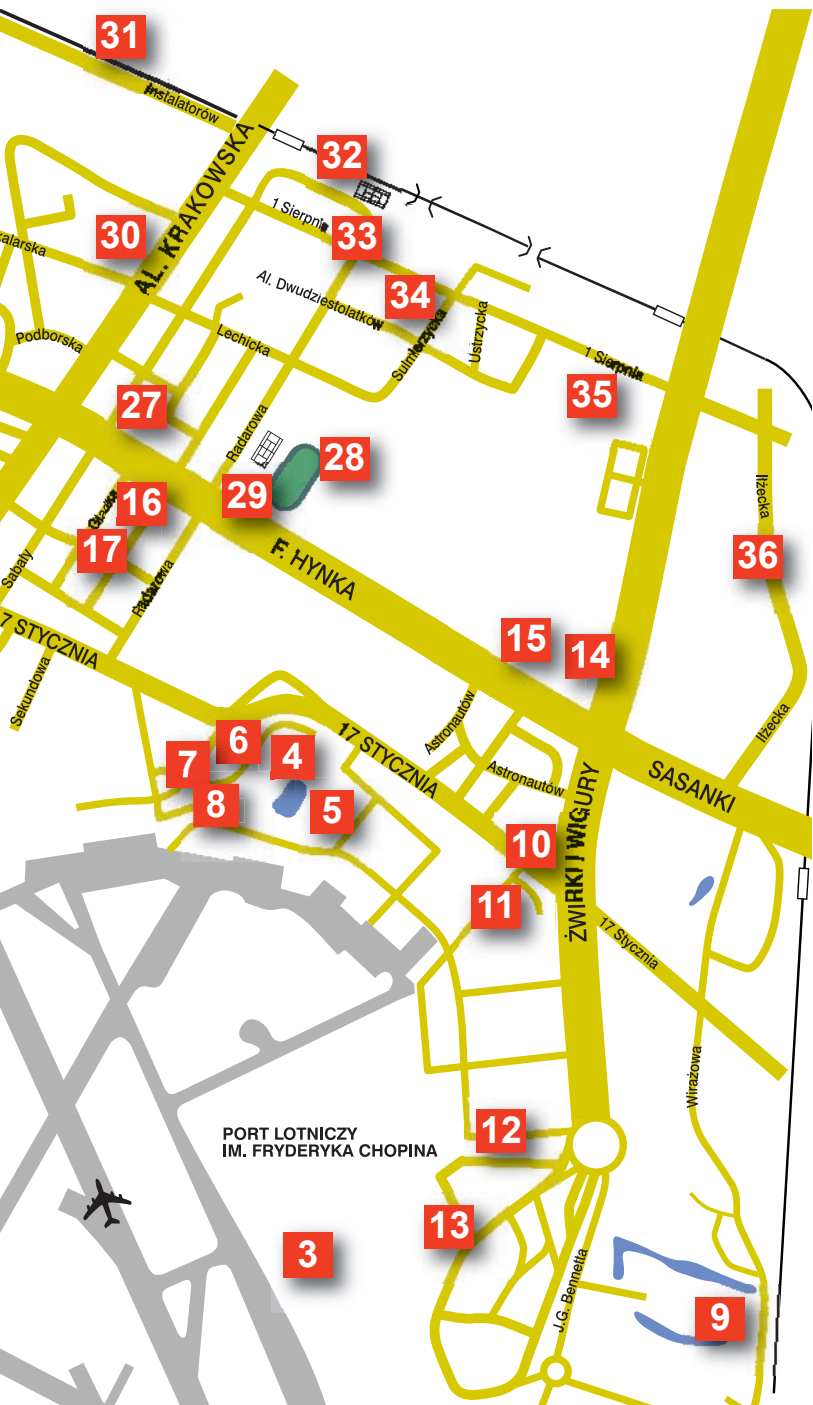 31
Instalatorów
AL. KRAKOWSKA
32
1 Sierpnia
33
30
alarska
34
Al. Dwudziestolatków
Sulmierzycka
Ustrzycka
Lechicka
Podborska
1 Sierpnia
35
27
Radarowa
28
29
Iłżecka
16
17
36
Sabały
Radarowa
F. HYNKA
7 STYCZNIA
Sekundowa
15
14
Astronautów
Iłżecka
6
4
7
17 STYCZNIA
Astronautów
SASANKI
8
5
10
ŻWIRKI I WIGURY
11
17 Stycznia
Wirażowa
PORT LOTNICZY
IM. FRYDERYKA CHOPINA
12
13
3
J.G. Bennetta
9